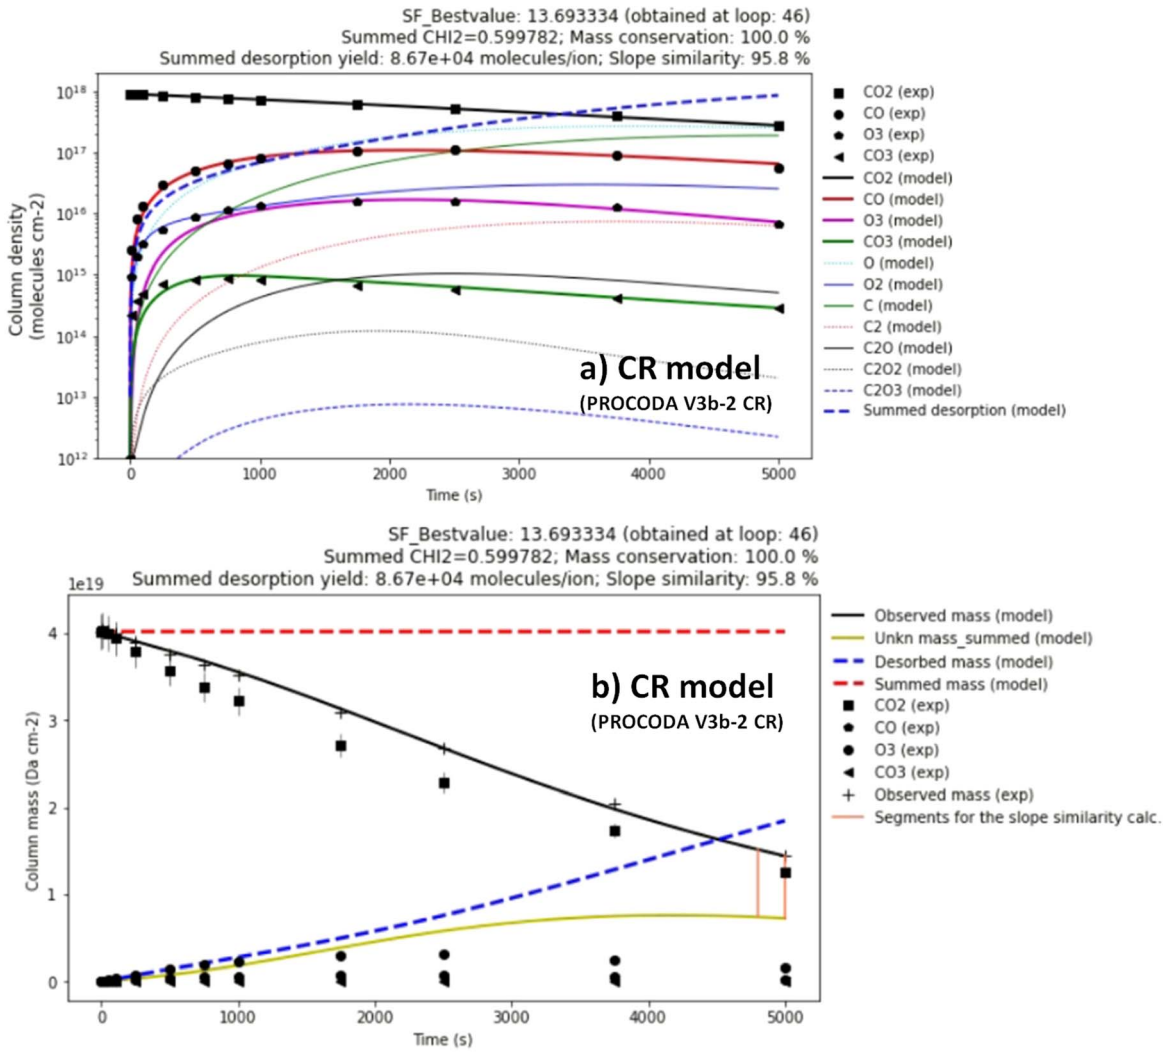 SF_Bestvalue: 13.693334 (obtained at loop: 46)
Summed CHI2=0.599782; Mass conservation: 100.0 %
Summed desorption yield: 8.67e+04 molecules/ion; Slope similarity: 95.8 %
Column density
(molecules cm-2)
10^18
10^17
10^16
10^15
10^14
10^13
10^12
a) CR model
(PROCODA V3b-2 CR)
0
1000
2000
3000
4000
5000
Time (s)
CO2 (exp)
CO (exp)
O3 (exp)
CO3 (exp)
CO2 (model)
CO (model)
O3 (model)
CO3 (model)
O (model)
O2 (model)
C (model)
C2 (model)
C2O (model)
C2O2 (model)
C2O3 (model)
Summed desorption (model)
SF_Bestvalue: 13.693334 (obtained at loop: 46)
Summed CHI2=0.599782; Mass conservation: 100.0 %
Summed desorption yield: 8.67e+04 molecules/ion; Slope similarity: 95.8 %
1e19
Column mass (Da cm-2)
4
3
2
1
0
b) CR model
(PROCODA V3b-2 CR)
0
1000
2000
3000
4000
5000
Time (s)
Observed mass (model)
Unkn mass_summed (model)
Desorbed mass (model)
Summed mass (model)
CO2 (exp)
CO (exp)
O3 (exp)
CO3 (exp)
Observed mass (exp)
Segments for the slope similarity calc.